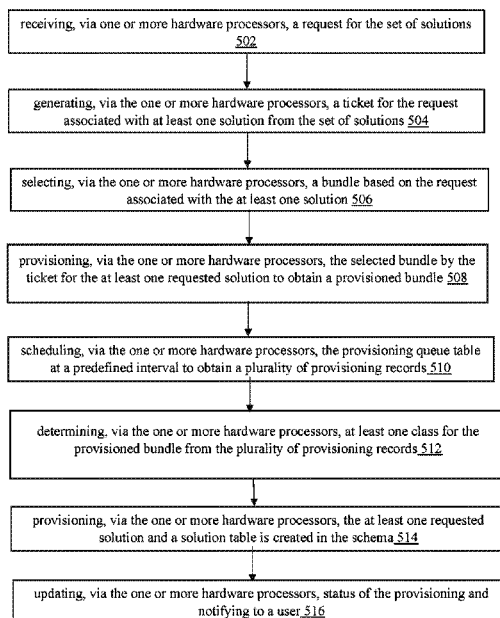 receiving, via one or more hardware processors, a request for the set of solutions
502
generating, via the one or more hardware processors, a ticket for the request
associated with at least one solution from the set of solutions 504
selecting, via the one or more hardware processors, a bundle based on the request
associated with the at least one solution 506
provisioning, via the one or more hardware processors, the selected bundle by the
ticket for the at least one requested solution to obtain a provisioned bundle 508
scheduling, via the one or more hardware processors, the provisioning queue table
at a predefined interval to obtain a plurality of provisioning records 510
determining, via the one or more hardware processors, at least one class for the
provisioned bundle from the plurality of provisioning records 512
provisioning, via the one or more hardware processors, the at least one requested
solution and a solution table is created in the schema 514
updating, via the one or more hardware processors, status of the provisioning and
notifying to a user 516